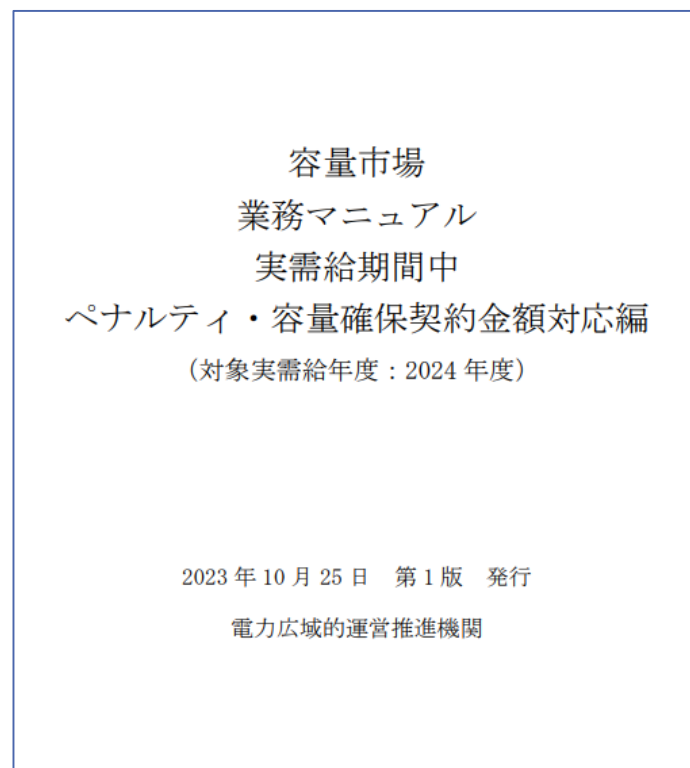 容量市場
業務マニュアル
実需給期間中
ペナルティ・容量確保契約金額対応編
（対象実需給年度：2024 年度）
2023 年 10 月 25 日　第 1 版　発行
電力広域的運営推進機関